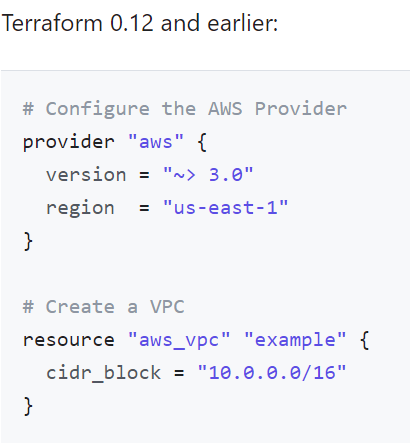 Terraform 0.12 and earlier:
# Configure the AWS Provider
provider "aws" {
  version = "~> 3.0"
  region  = "us-east-1"
}
# Create a VPC
resource "aws_vpc" "example" {
  cidr_block = "10.0.0.0/16"
}